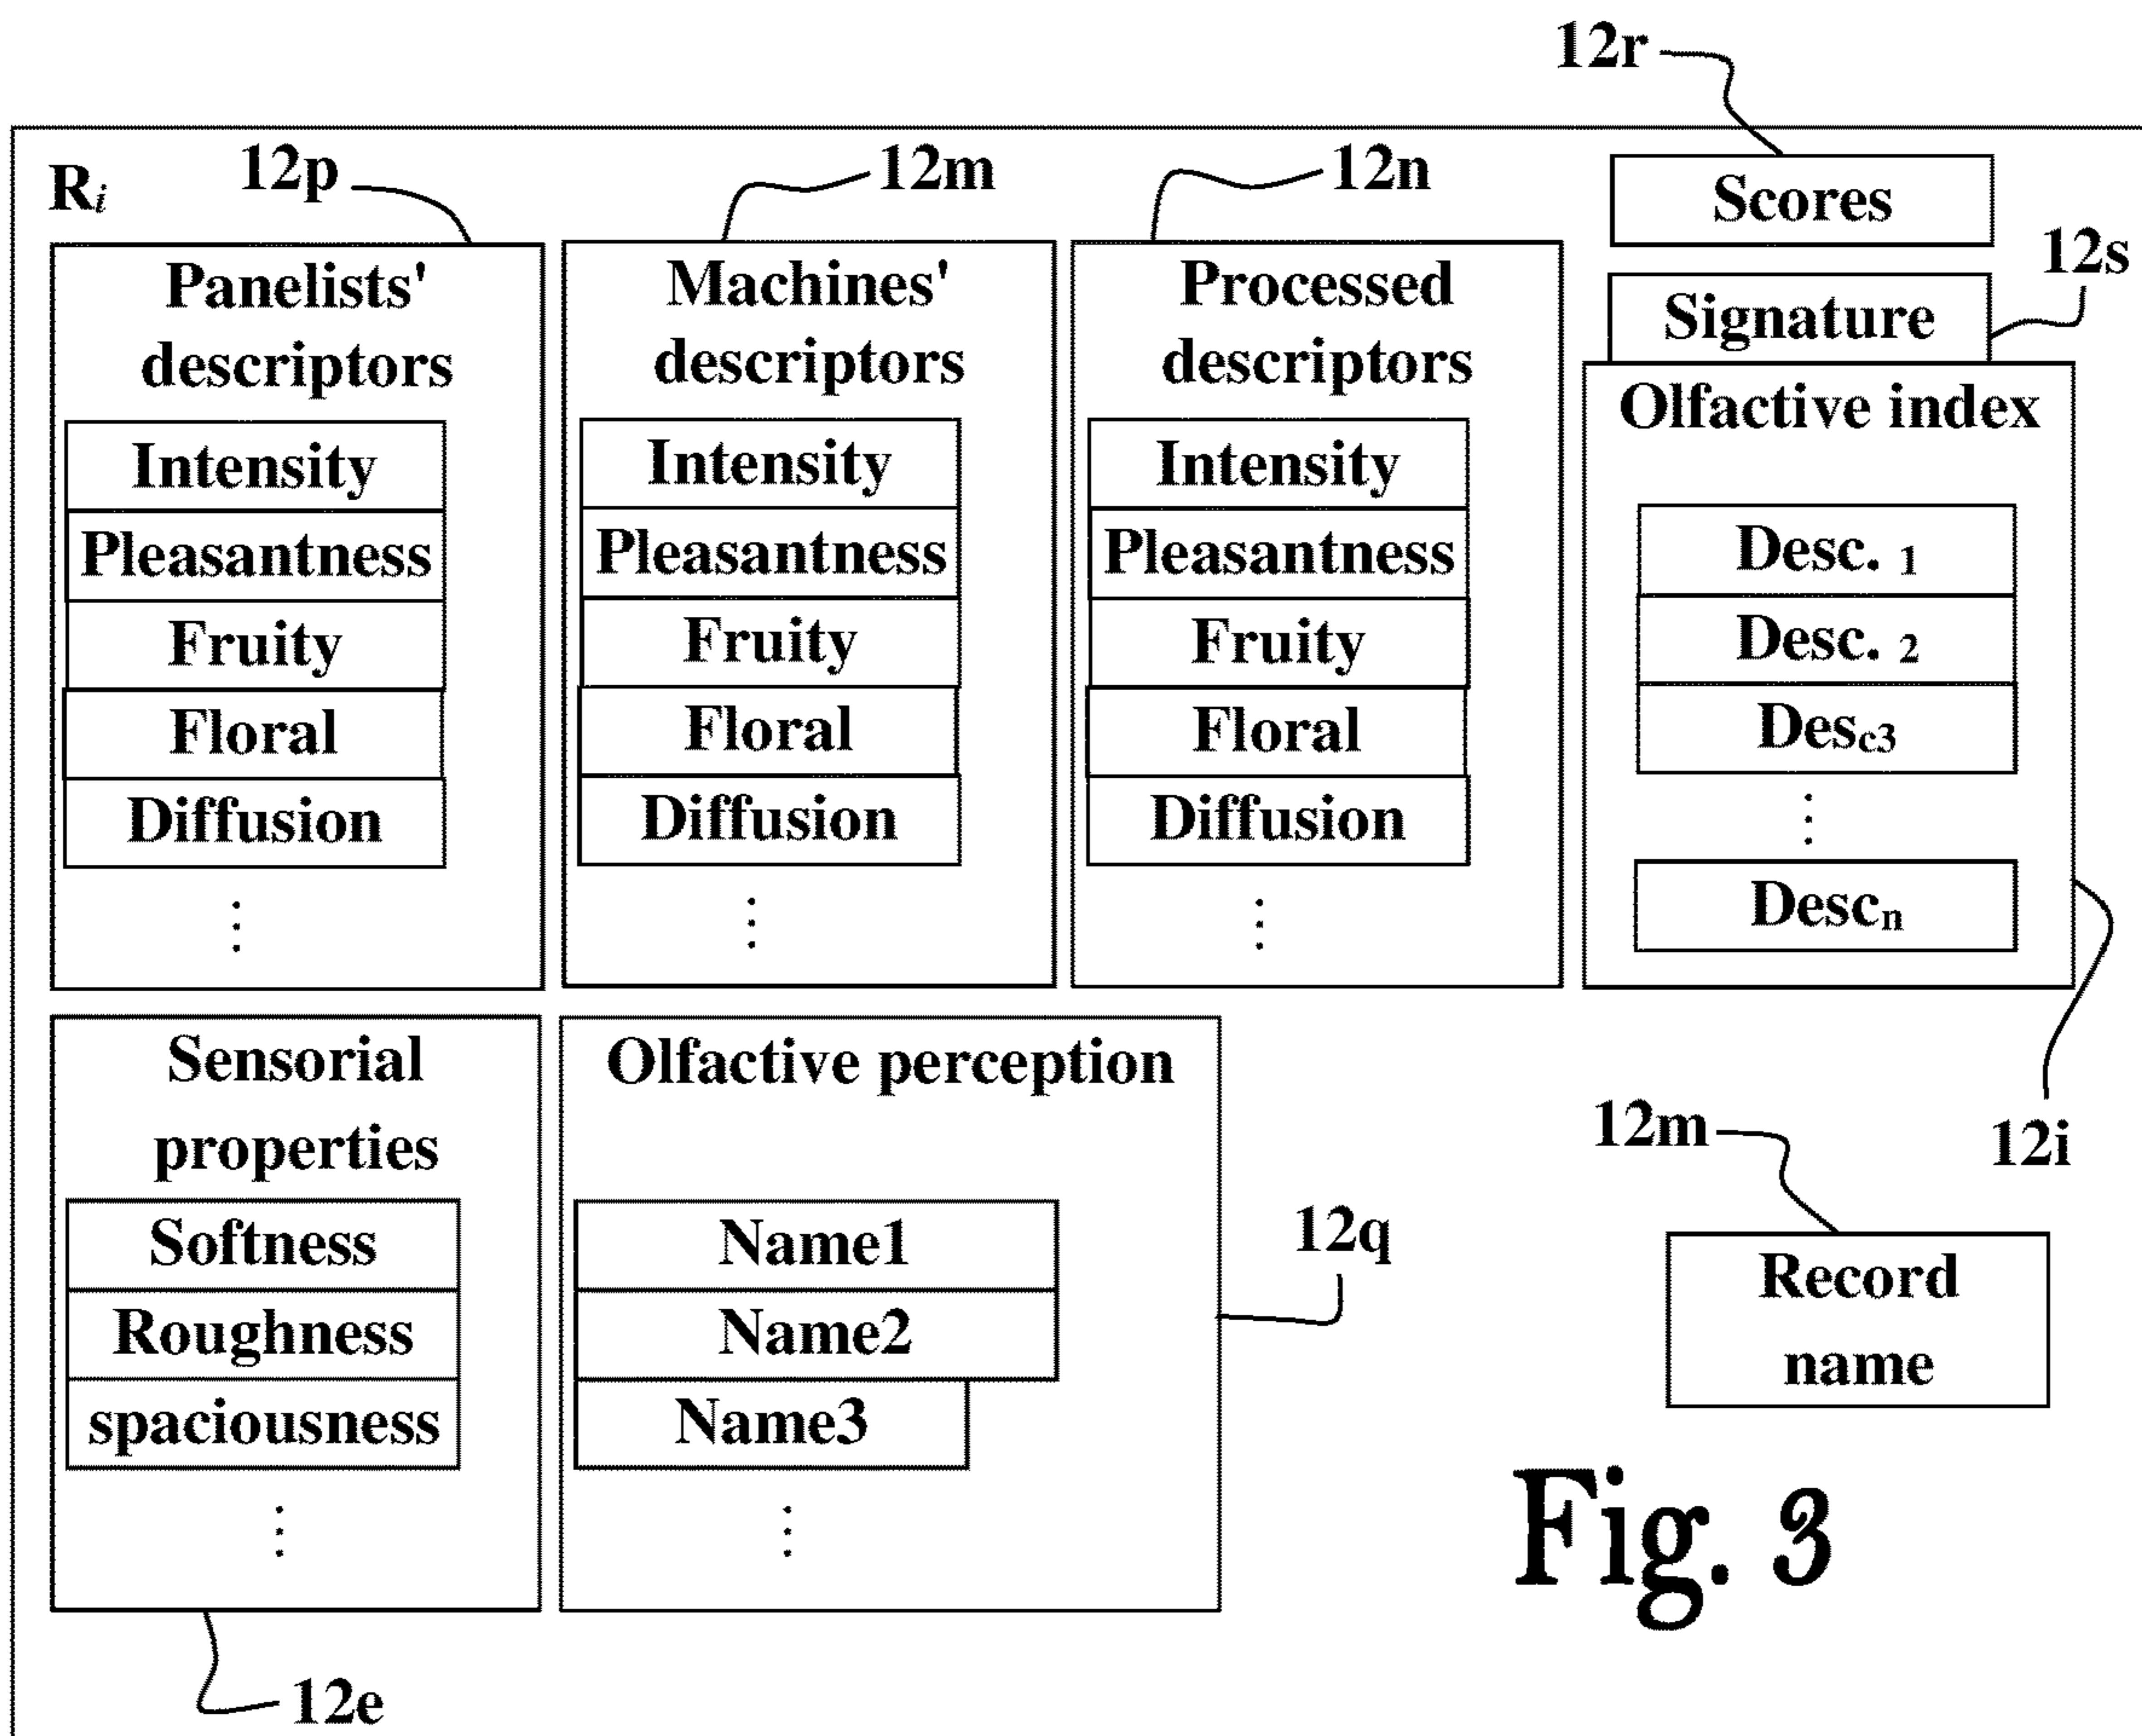 12r
R𝑖
12p
12m
12n
Scores
12s
Signature
Panelists'
descriptors
Intensity
Pleasantness
Fruity
Floral
Diffusion
⋮
Machines'
descriptors
Intensity
Pleasantness
Fruity
Floral
Diffusion
⋮
Processed
descriptors
Intensity
Pleasantness
Fruity
Floral
Diffusion
⋮
Olfactive index
Desc. 1
Desc. 2
Desc3
⋮
Descn
12i
Sensorial
properties
Softness
Roughness
spaciousness
⋮
12e
Olfactive perception
Name1
Name2
Name3
⋮
12q
12m
Record
name
Fig. 3